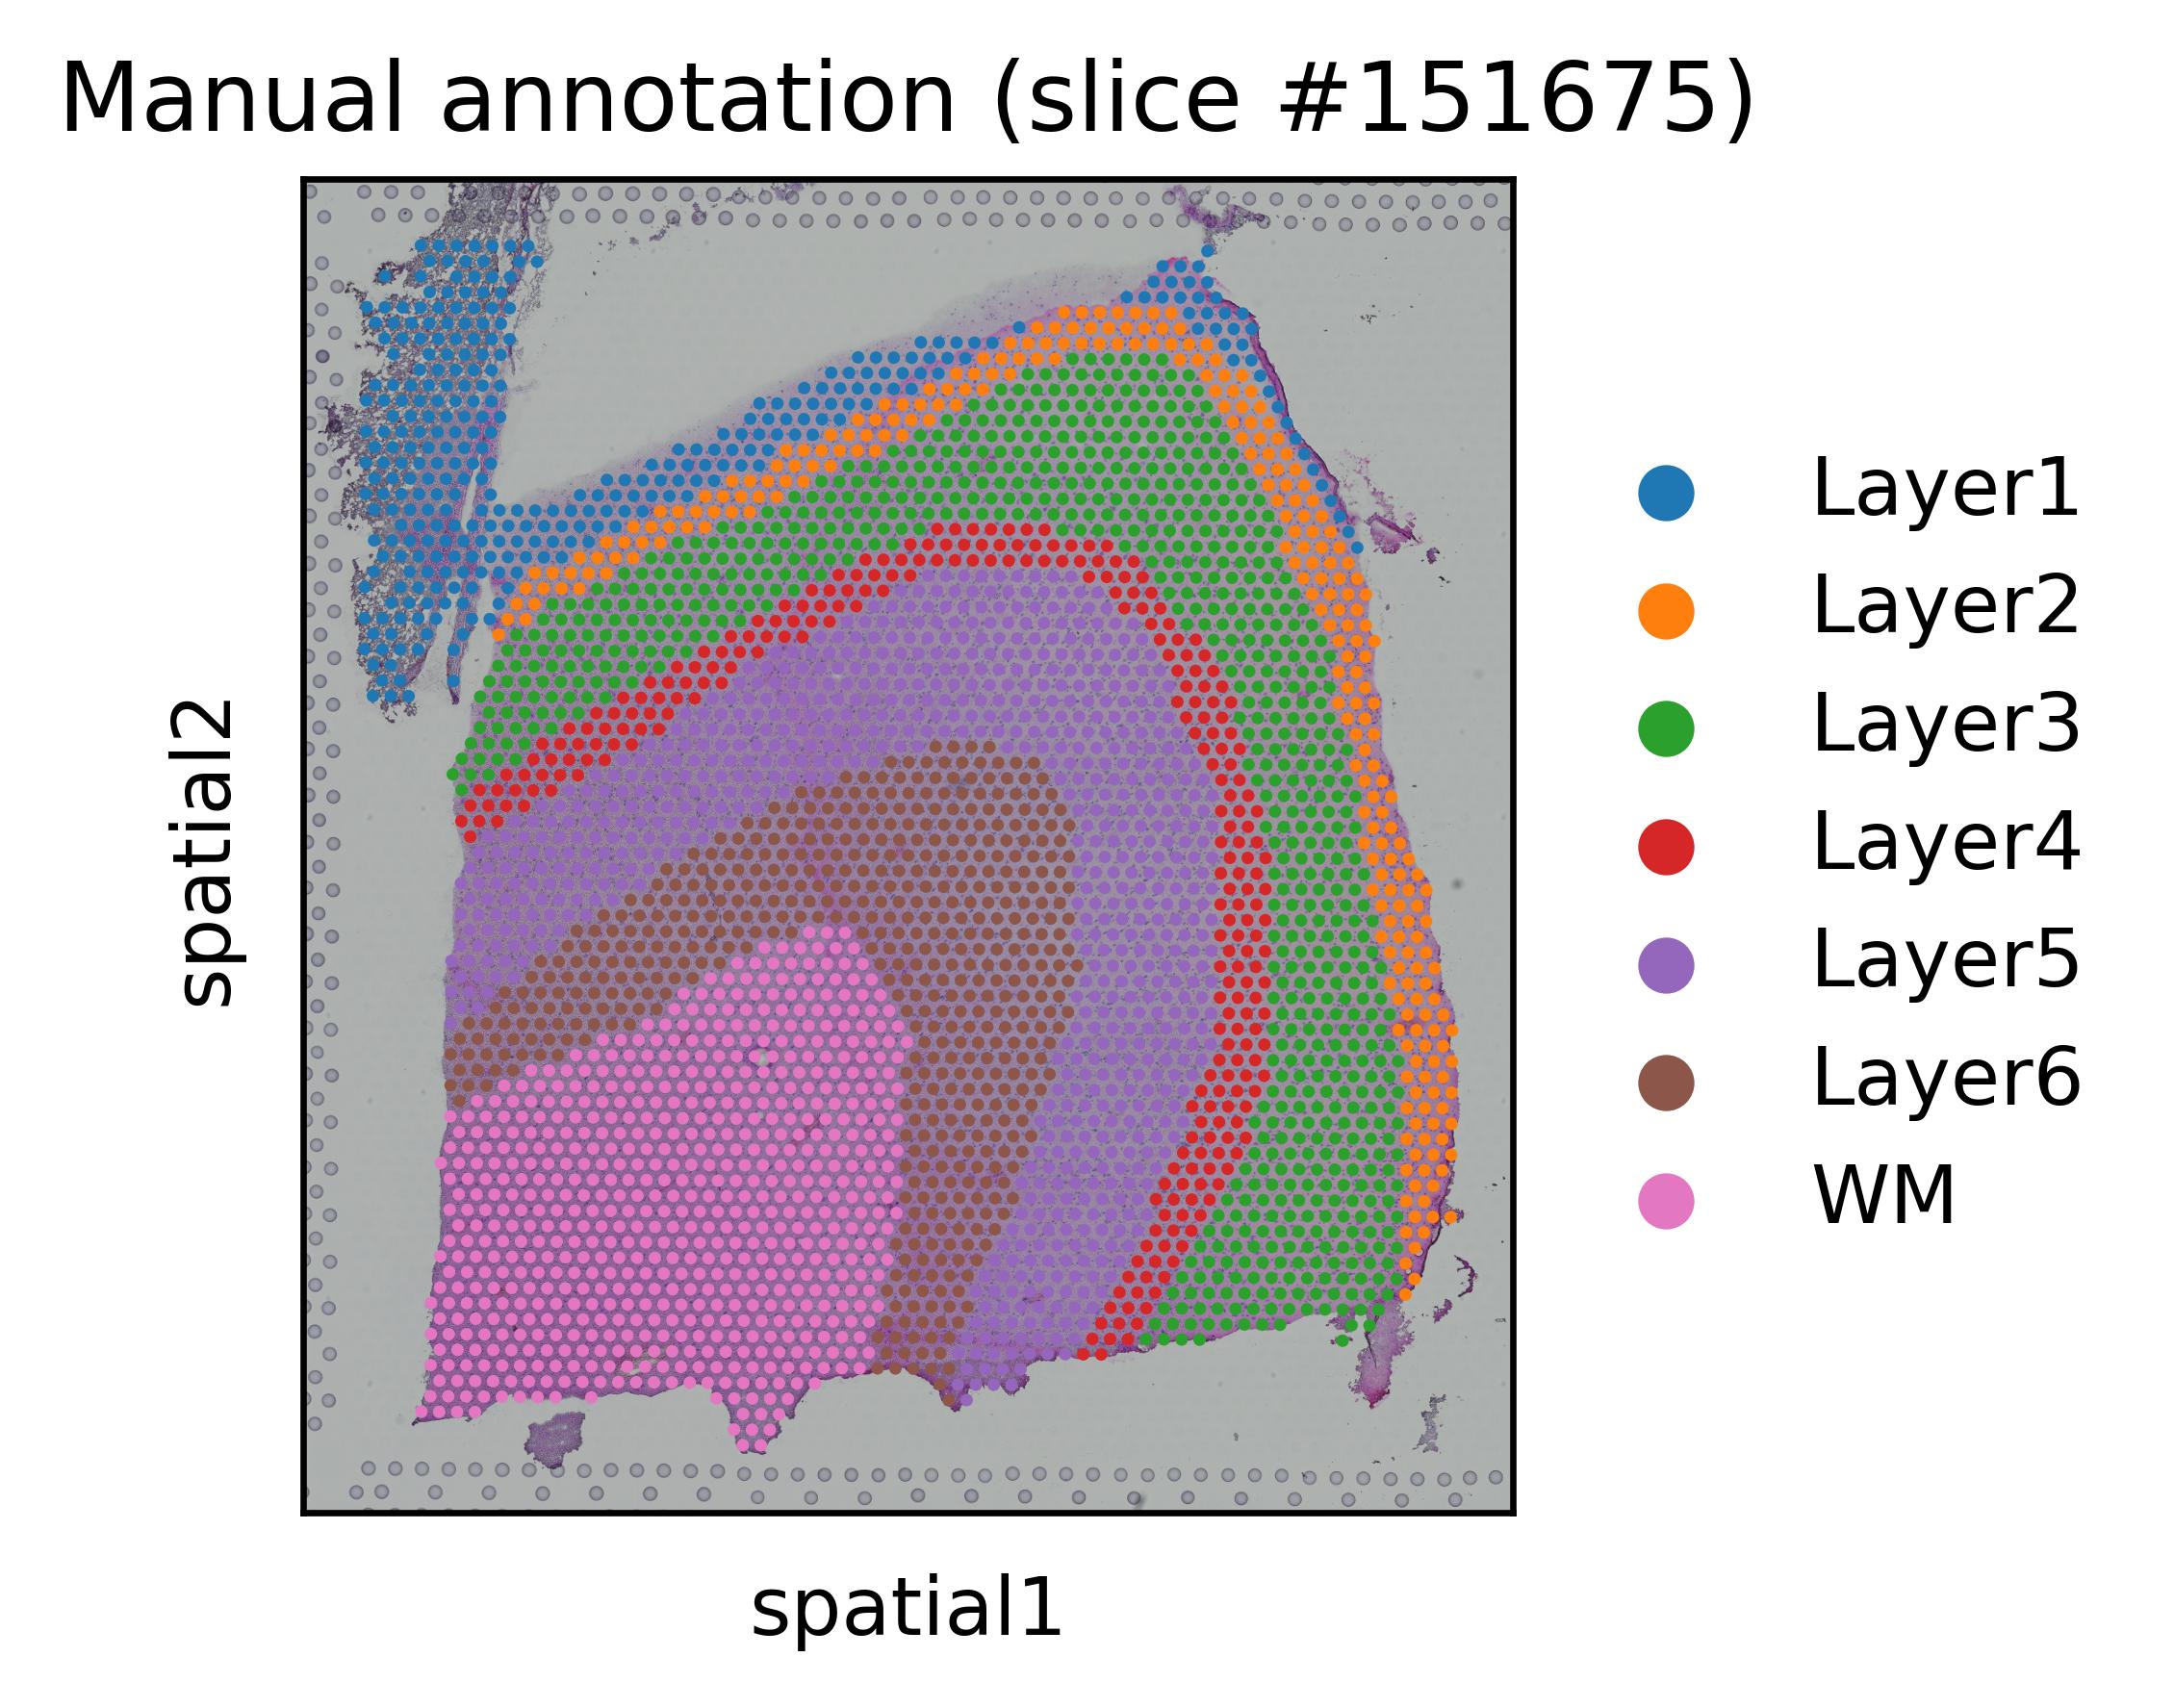 Manual annotation (slice #151675)
spatial2
spatial1
Layer1
Layer2
Layer3
Layer4
Layer5
Layer6
WM